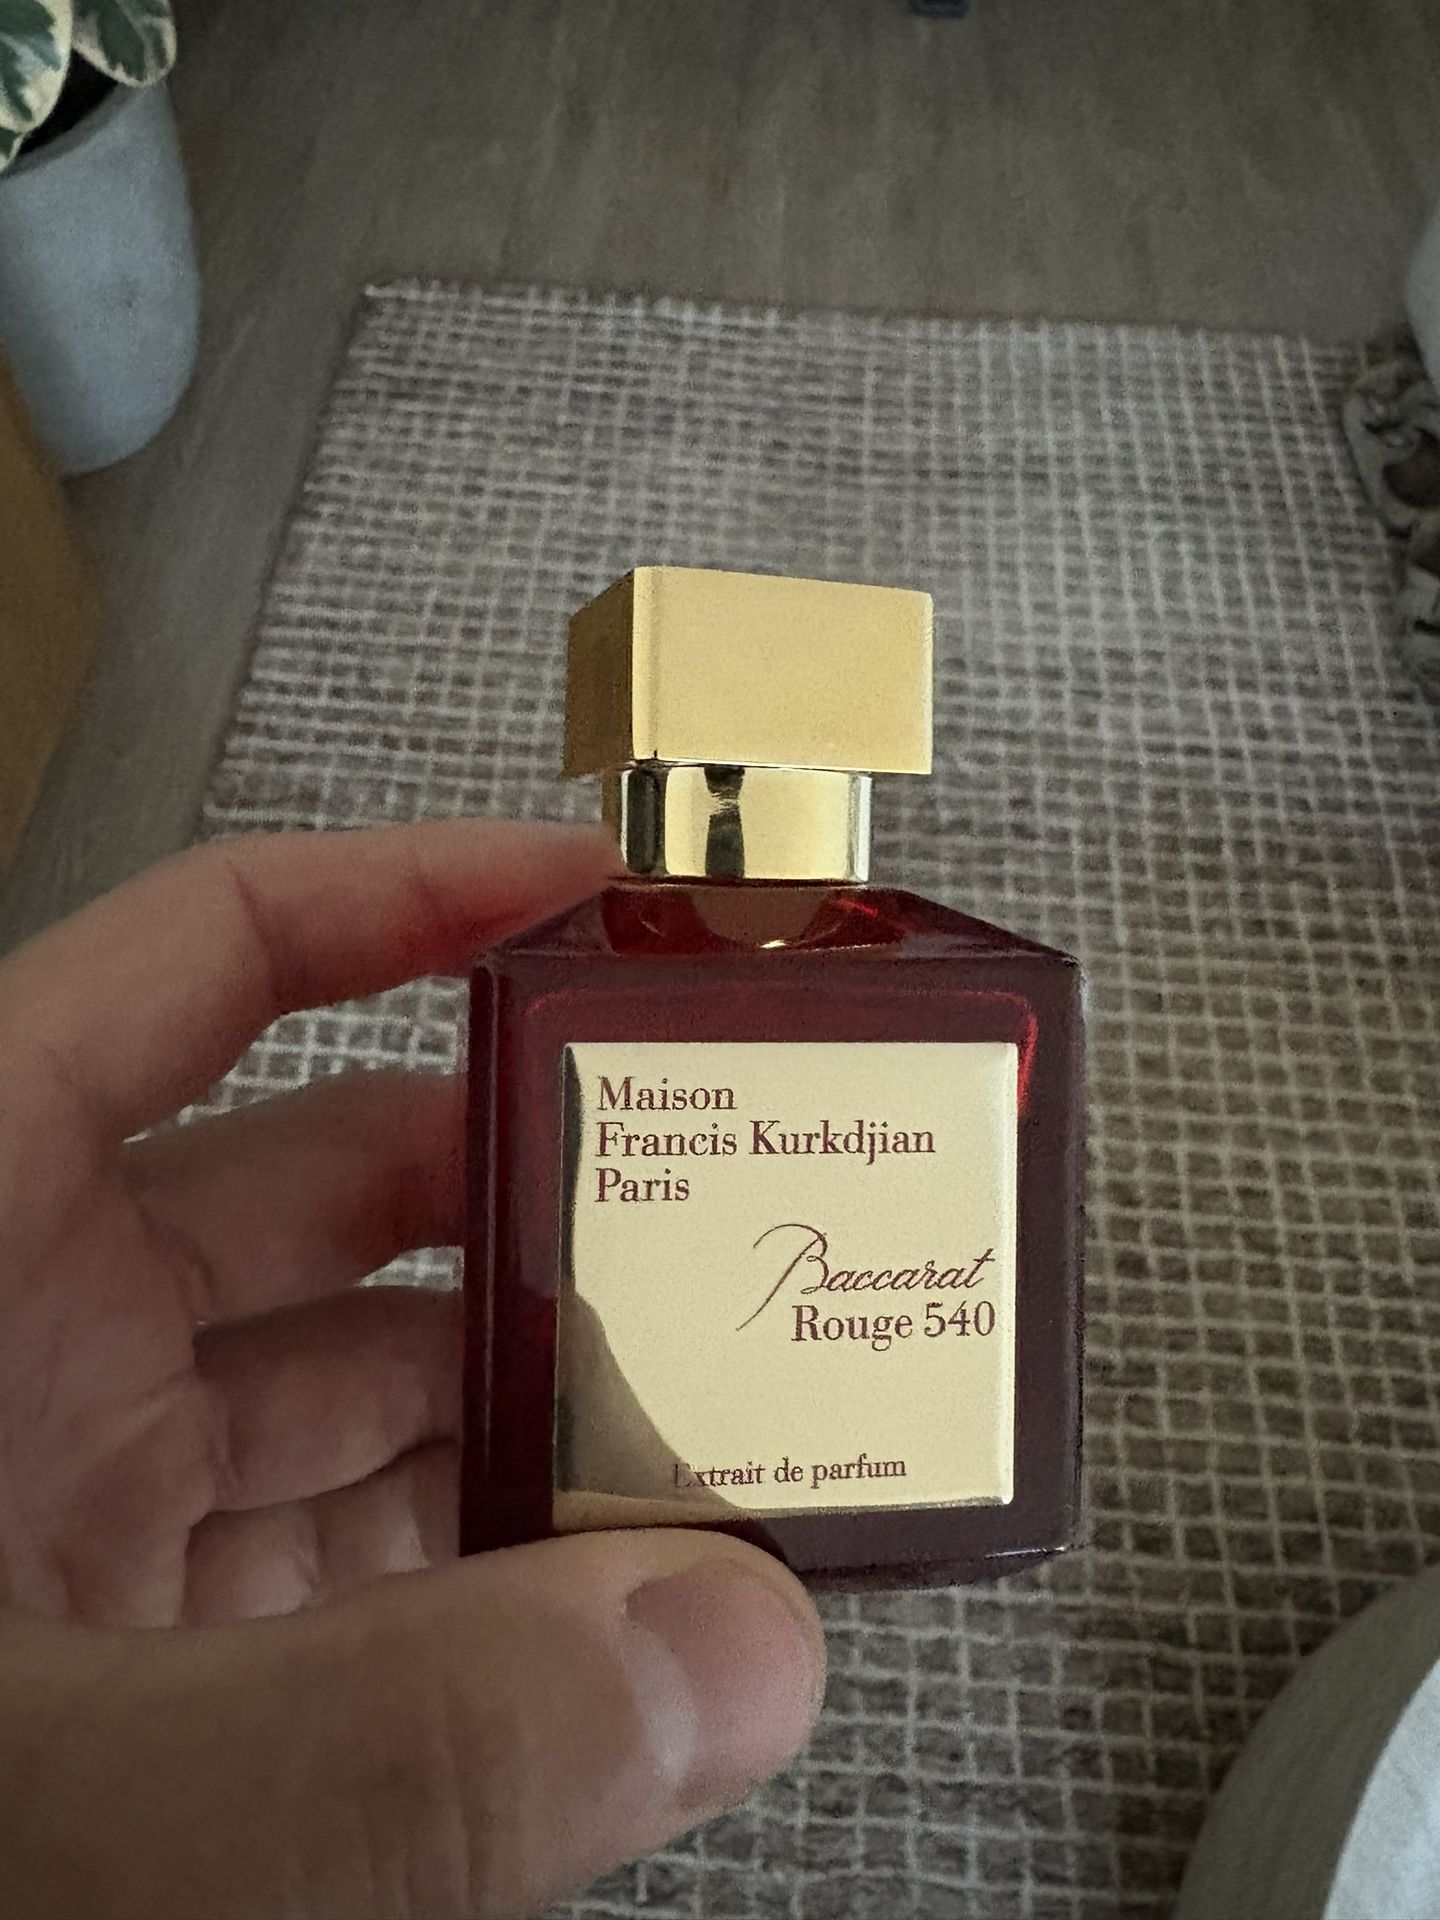 Maison
Francis Kurkdjian
Paris
Baccarat
Rouge 540
Extrait de parfum